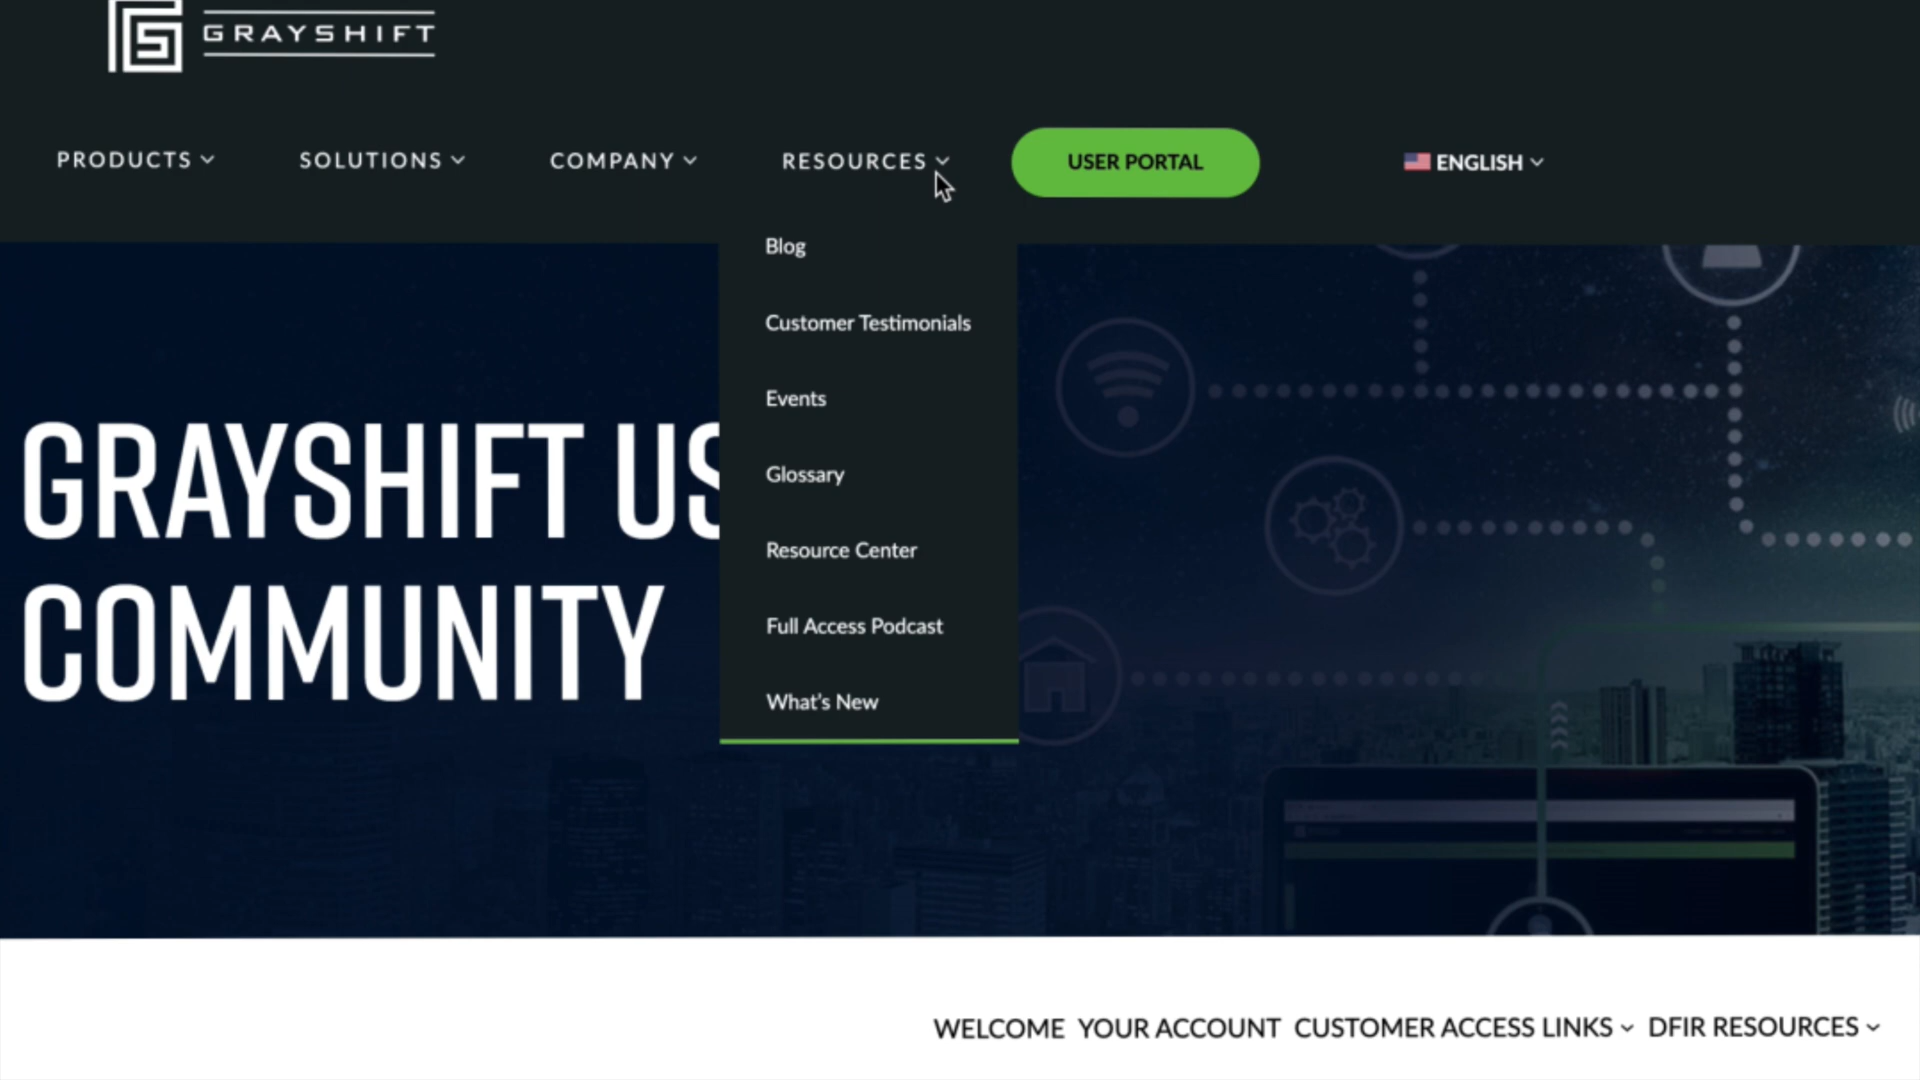 GRAYSHIFT
PRODUCTS
SOLUTIONS
COMPANY
RESOURCES
USER PORTAL
ENGLISH
Blog
Customer Testimonials
Events
Glossary
Resource Center
Full Access Podcast
What's New
GRAYSHIFT US
COMMUNITY
WELCOME YOUR ACCOUNT CUSTOMER ACCESS LINKS DFIR RESOURCES